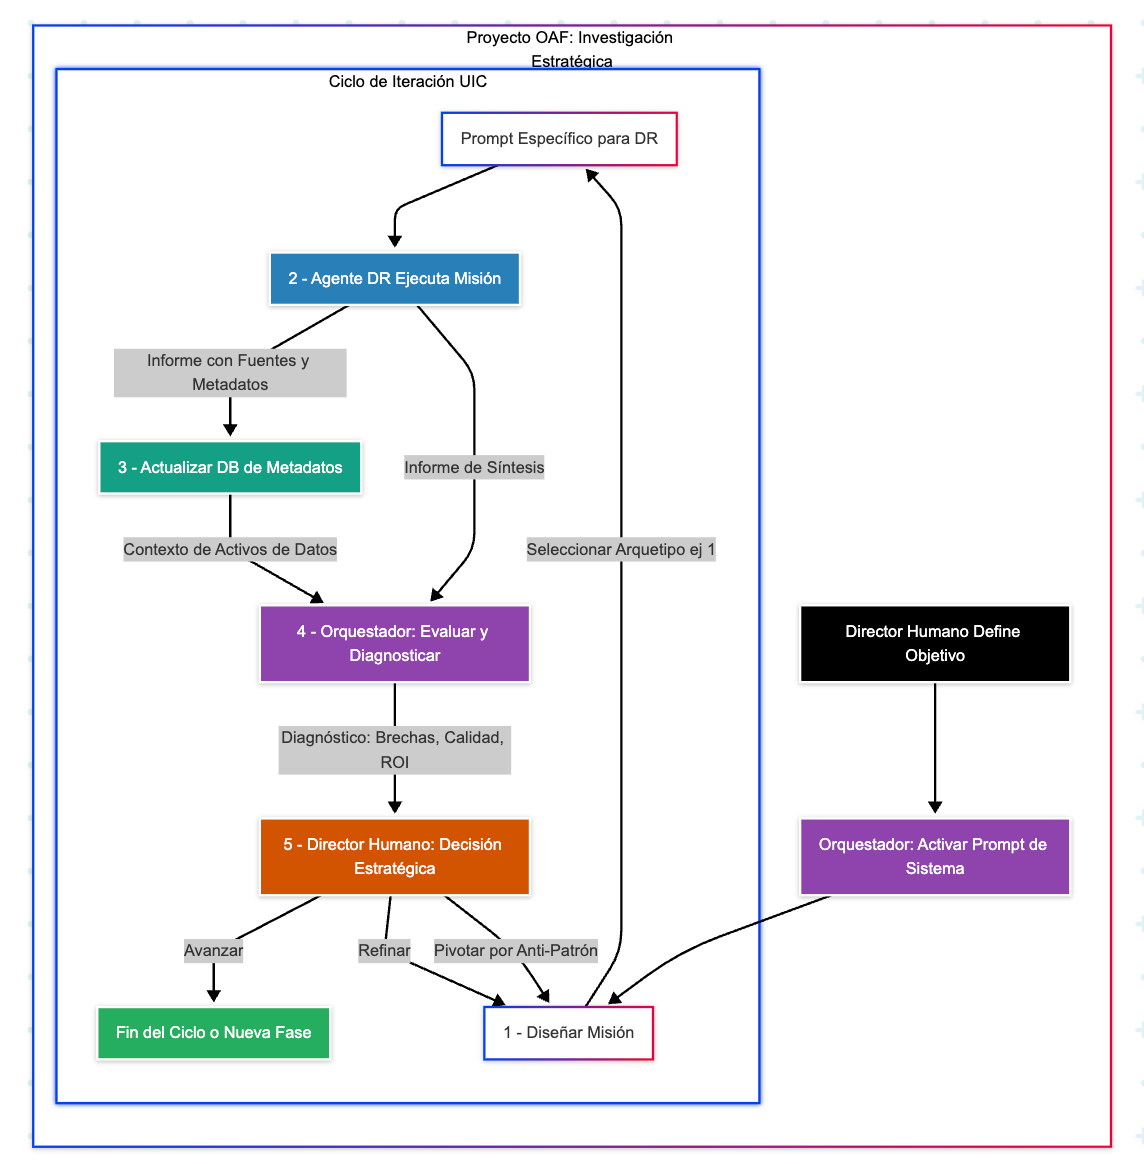 Proyecto OAF: Investigación
Estratégica
Ciclo de Iteración UIC
Prompt Específico para DR
2 - Agente DR Ejecuta Misión
Informe con Fuentes y
Metadatos
3 - Actualizar DB de Metadatos
Informe de Síntesis
Contexto de Activos de Datos
Seleccionar Arquetipo ej 1
4 - Orquestador: Evaluar y
Diagnosticar
Director Humano Define
Objetivo
Diagnóstico: Brechas, Calidad,
ROI
5 - Director Humano: Decisión
Estratégica
Orquestador: Activar Prompt de
Sistema
Avanzar
Refinar
Pivotar por Anti-Patrón
Fin del Ciclo o Nueva Fase
1 - Diseñar Misión